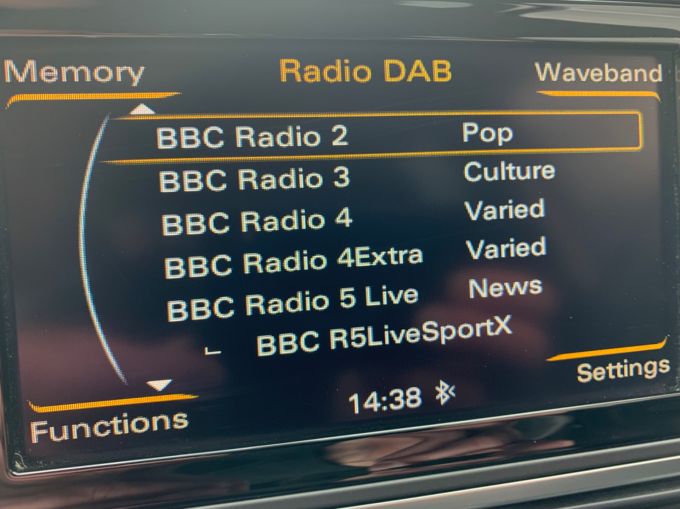 Memory Radio DAB Waveband
BBC Radio 2 Pop
BBC Radio 3 Culture
BBC Radio 4 Varied
BBC Radio 4Extra Varied
BBC Radio 5 Live News
BBC R5LiveSportX
Settings
14:38
Functions